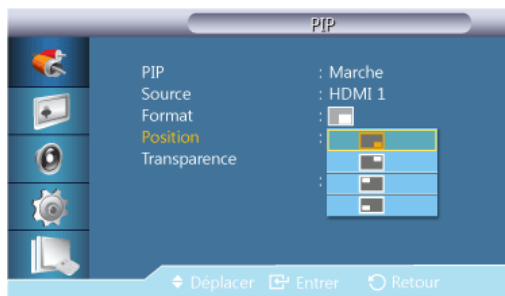 PIP
PIP : Marche
Source : HDMI 1
Format :
Position :
Transparence
:
Déplacer Entrer Retour